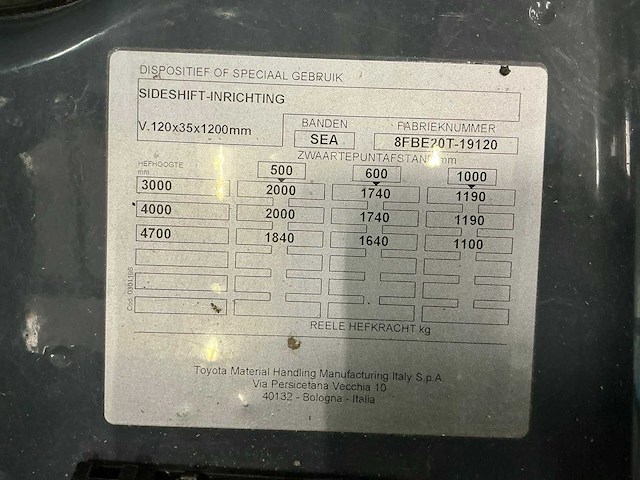 DISPOSITIEF OF SPECIAAL GEBRUIK
SIDESHIFT-INRICHTING
V.120x35x1200mm
BANDEN
SEA
FABRIEKNUMMER
8FBE20T-19120
HEFHOOGTE mm
ZWAARTEPUNTAFSTAND mm
500 600 1000
3000 2000 1740 1190
4000 2000 1740 1190
4700 1840 1640 1100
REELE HEFKRACHT kg
Toyota Material Handling Manufacturing Italy S.p.A.
Via Persicetana Vecchia 10
40132 - Bologna - Italia